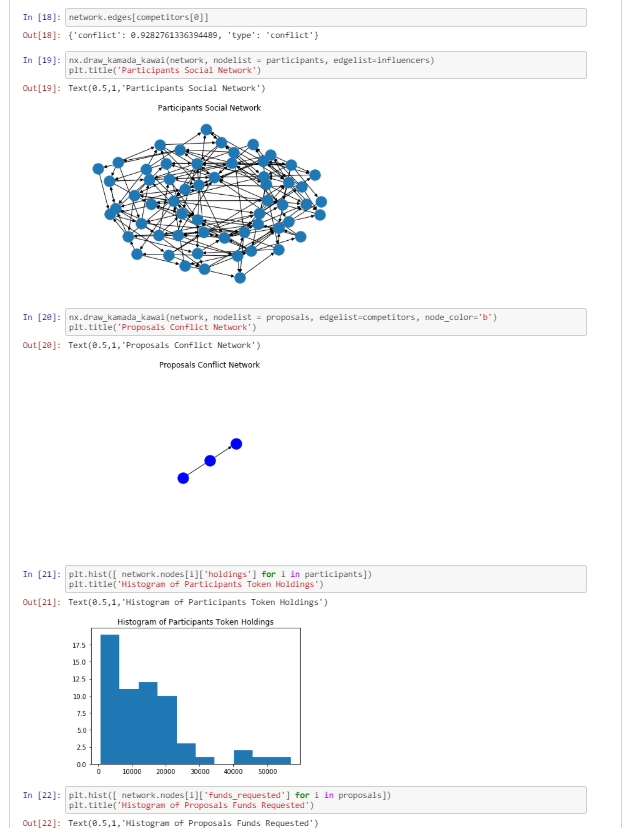 In [18]: network.edges[competitors[0]]
Out[18]: {'conflict': 0.9282761336394489, 'type': 'conflict'}
In [19]: nx.draw_kamada_kawai(network, nodelist = participants, edgelist=influencers)
plt.title('Participants Social Network')
Out[19]: Text(0.5,1,'Participants Social Network')
Participants Social Network
In [20]: nx.draw_kamada_kawai(network, nodelist = proposals, edgelist=competitors, node_color='b')
plt.title('Proposals Conflict Network')
Out[20]: Text(0.5,1,'Proposals Conflict Network')
Proposals Conflict Network
In [21]: plt.hist([ network.nodes[i]['holdings'] for i in participants])
plt.title('Histogram of Participants Token Holdings')
Out[21]: Text(0.5,1,'Histogram of Participants Token Holdings')
Histogram of Participants Token Holdings
17.5
15.0
12.5
10.0
7.5
5.0
2.5
0.0
0 10000 20000 30000 40000 50000
In [22]: plt.hist([ network.nodes[i]['funds_requested'] for i in proposals])
plt.title('Histogram of Proposals Funds Requested')
Out[22]: Text(0.5,1,'Histogram of Proposals Funds Requested')